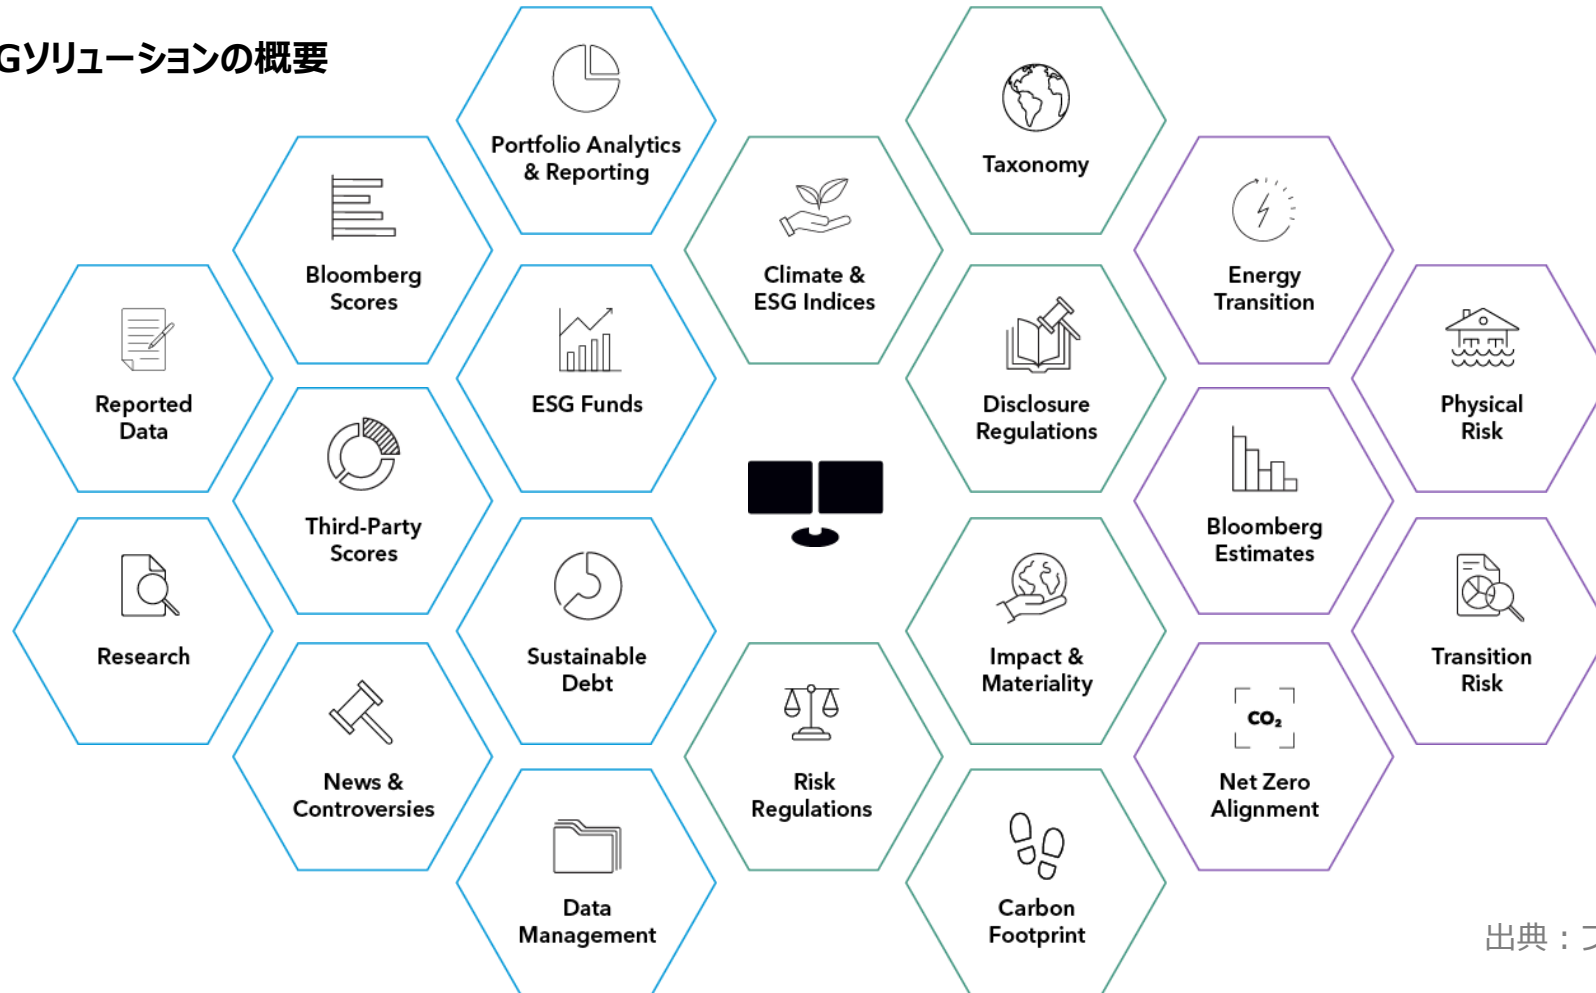 Gソリューションの概要
Portfolio Analytics
& Reporting
Taxonomy
Bloomberg
Scores
Climate &
ESG Indices
Energy
Transition
Reported
Data
ESG Funds
Disclosure
Regulations
Physical
Risk
Third-Party
Scores
Bloomberg
Estimates
Research
Sustainable
Debt
Impact &
Materiality
Transition
Risk
CO₂
News &
Controversies
Risk
Regulations
Net Zero
Alignment
Data
Management
Carbon
Footprint
出典：ブ